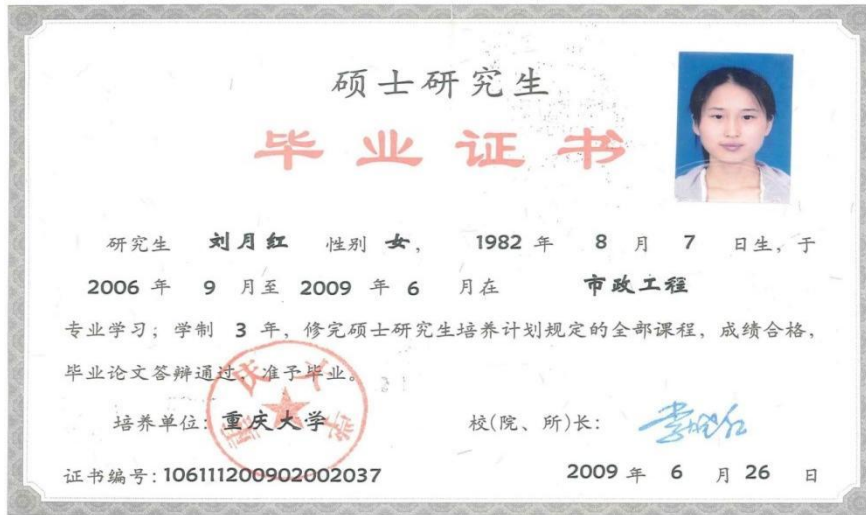 硕士研究生
毕业证书
研究生 刘月红 性别 女， 1982 年 8 月 7 日生，于
2006 年 9 月至 2009 年 6 月在 市政工程
专业学习；学制 3 年，修完硕士研究生培养计划规定的全部课程，成绩合格，
毕业论文答辩通过，准予毕业。
培养单位：重庆大学 校(院、所)长：
证书编号：106111200902002037 2009 年 6 月 26 日
重庆大学